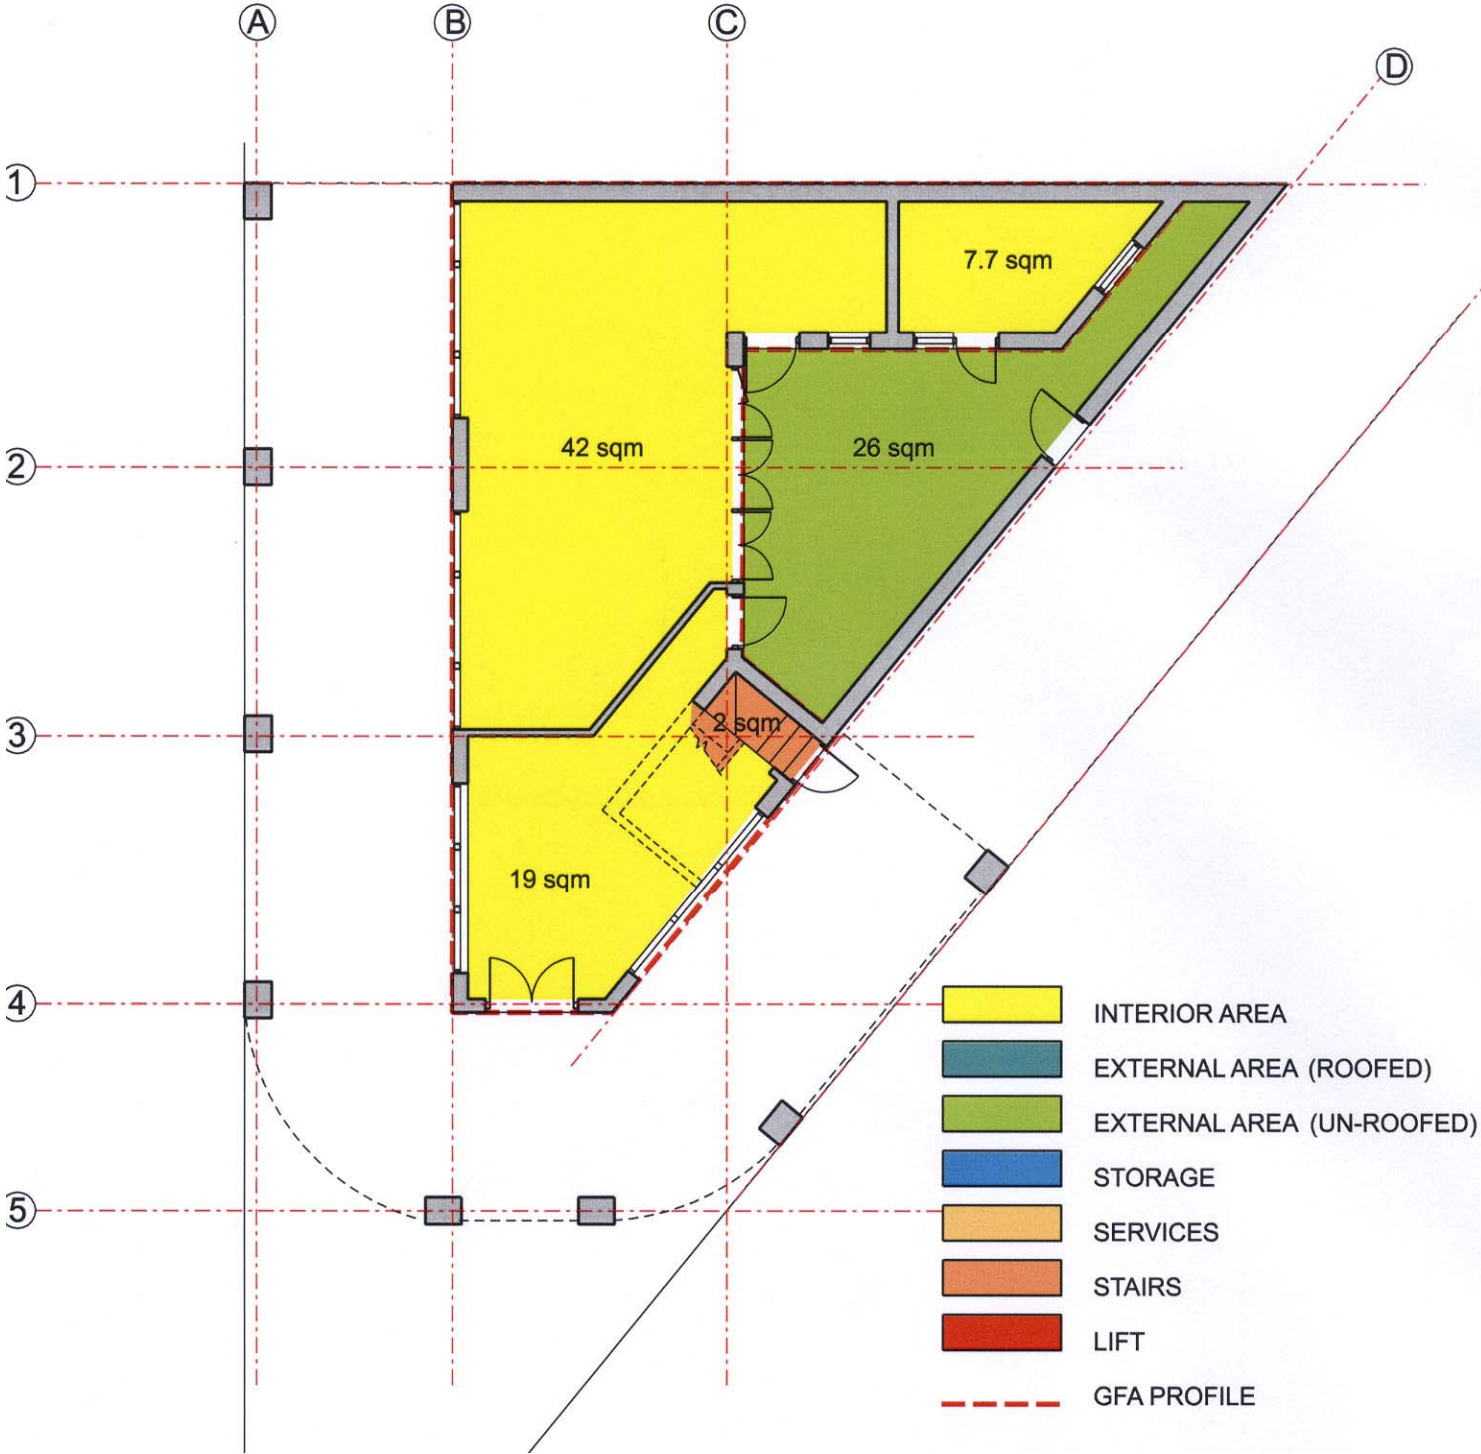 A B C
D
1
7.7 sqm
42 sqm
26 sqm
2
2 sqm
3
19 sqm
4
INTERIOR AREA
EXTERNAL AREA (ROOFED)
EXTERNAL AREA (UN-ROOFED)
STORAGE
5
SERVICES
STAIRS
LIFT
GFA PROFILE